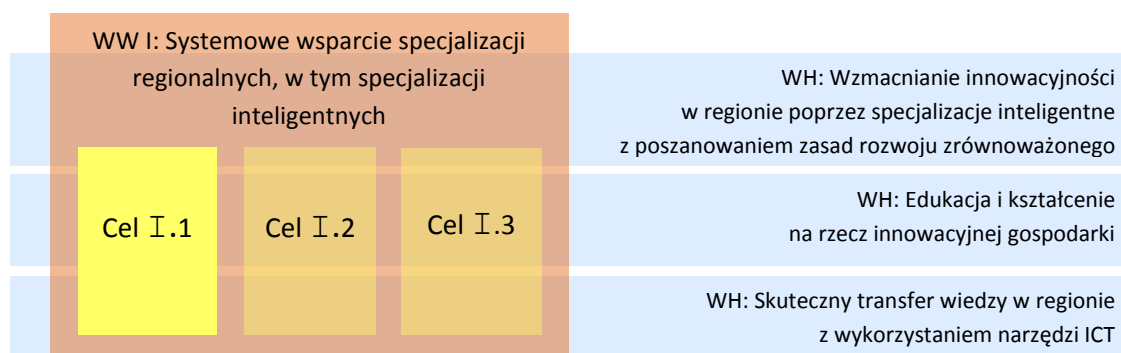 WW I: Systemowe wsparcie specjalizacji
regionalnych, w tym specjalizacji
inteligentnych
WH: Wzmacnianie innowacyjności
w regionie poprzez specjalizacje inteligentne
z poszanowaniem zasad rozwoju zrównoważonego
Cel I.1
Cel I.2
Cel I.3
WH: Edukacja i kształcenie
na rzecz innowacyjnej gospodarki
WH: Skuteczny transfer wiedzy w regionie
z wykorzystaniem narzędzi ICT